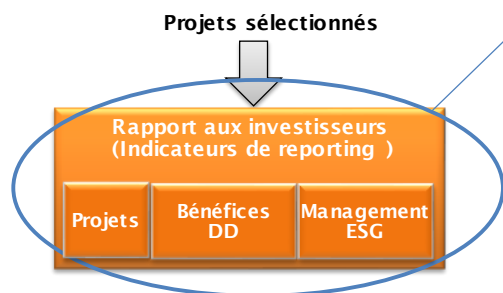 Projets sélectionnés
Rapport aux investisseurs
(Indicateurs de reporting )
Projets
Bénéfices
DD
Management
ESG